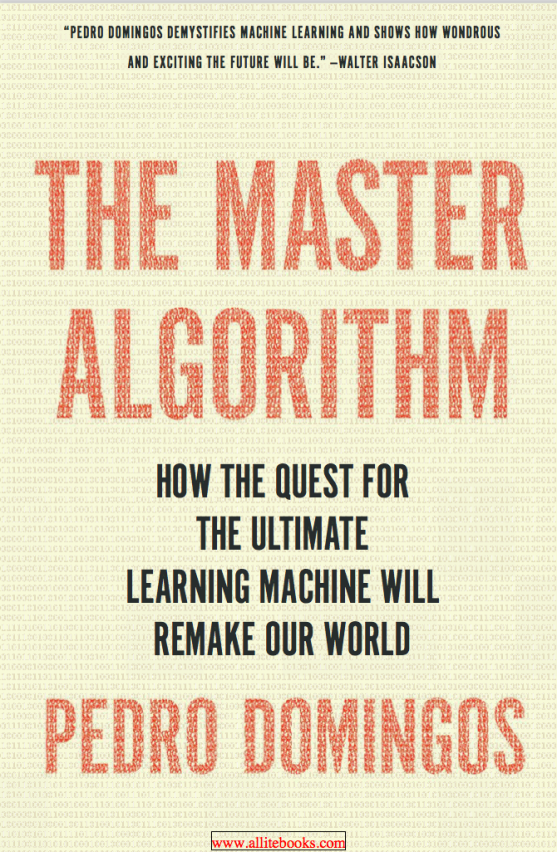 “PEDRO DOMINGOS DEMYSTIFIES MACHINE LEARNING AND SHOWS HOW WONDROUS
AND EXCITING THE FUTURE WILL BE.” —WALTER ISAACSON
THE MASTER
ALGORITHM
HOW THE QUEST FOR
THE ULTIMATE
LEARNING MACHINE WILL
REMAKE OUR WORLD
PEDRO DOMINGOS
www.allitebooks.com